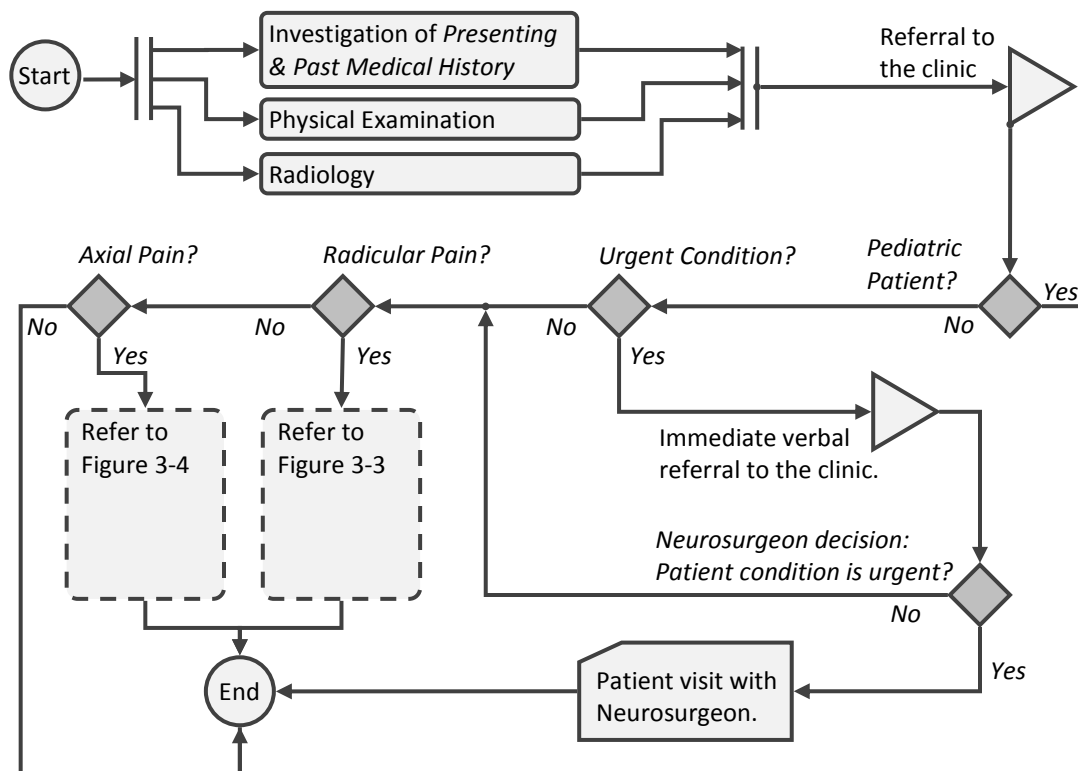 Start
Investigation of Presenting
& Past Medical History
Physical Examination
Radiology
Referral to
the clinic
Axial Pain?
Radicular Pain?
Urgent Condition?
Pediatric
Patient?
No
No
No
No
Yes
Yes
Yes
Yes
Refer to
Figure 3-4
Refer to
Figure 3-3
Immediate verbal
referral to the clinic.
Neurosurgeon decision:
Patient condition is urgent?
No
Yes
Patient visit with
Neurosurgeon.
End